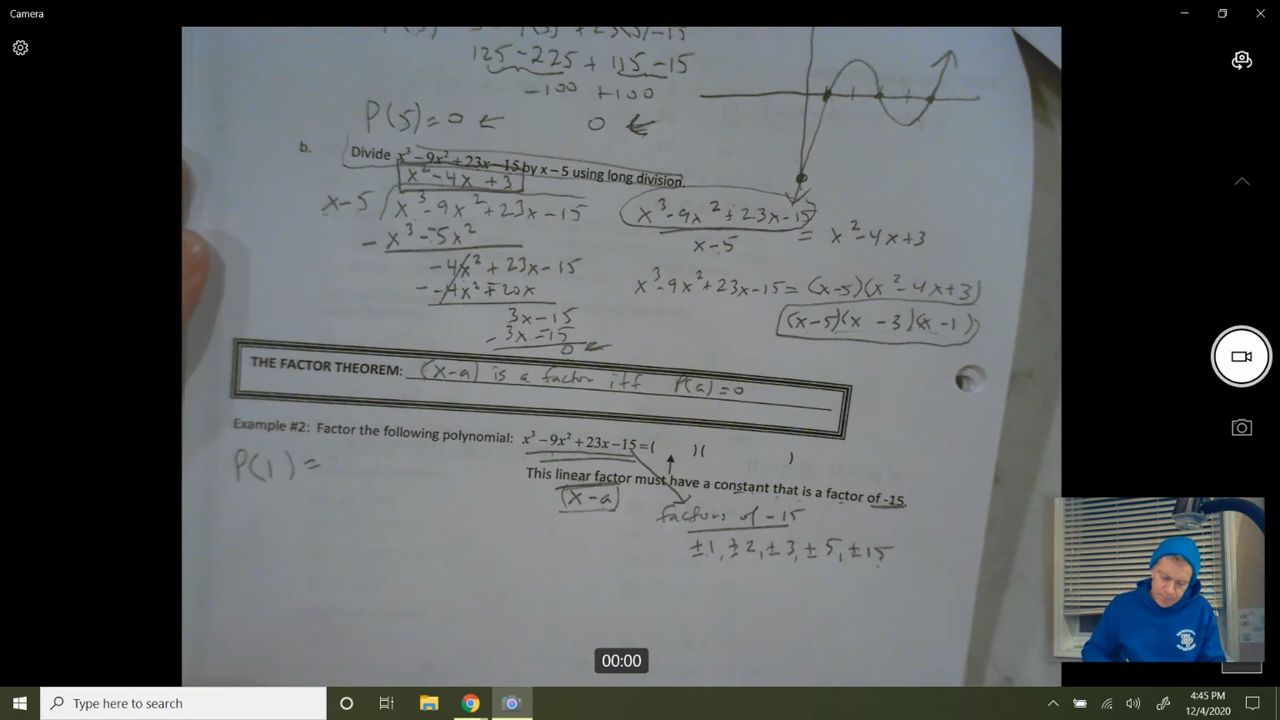 Camera
125 - 225 + 115 - 15
-100 +100
P(5) = 0 ← 0 ←
b. Divide x³ – 9x² + 23x – 15 by x – 5 using long division.
x² - 4x + 3
x-5 x³ - 9x² + 23x - 15
- x³ - 5x²
-4x² + 23x - 15
- -4x² + 20x
3x - 15
- 3x - 15
0 ←
x³ - 9x² + 23x - 15
x-5
= x² - 4x + 3
x³ - 9x² + 23x - 15 = (x-5)(x² - 4x + 3)
(x-5)(x - 3)(x - 1)
THE FACTOR THEOREM: (x-a) is a factor iff P(a) = 0
Example #2: Factor the following polynomial: x³ – 9x² + 23x – 15 = ( )( )
P(1) =
This linear factor must have a constant that is a factor of -15.
(x-a)
factors of -15
±1, ±2, ±3, ±5, ±15
00:00
Type here to search
4:45 PM
12/4/2020